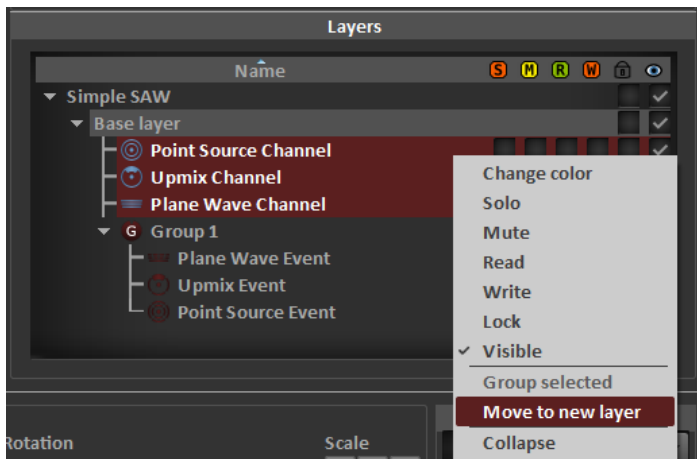 Layers
Name S M R W
Simple SAW
Base layer
Point Source Channel
Upmix Channel
Plane Wave Channel
G Group 1
Plane Wave Event
Upmix Event
Point Source Event
Change color
Solo
Mute
Read
Write
Lock
Visible
Group selected
Move to new layer
Collapse
Rotation
Scale